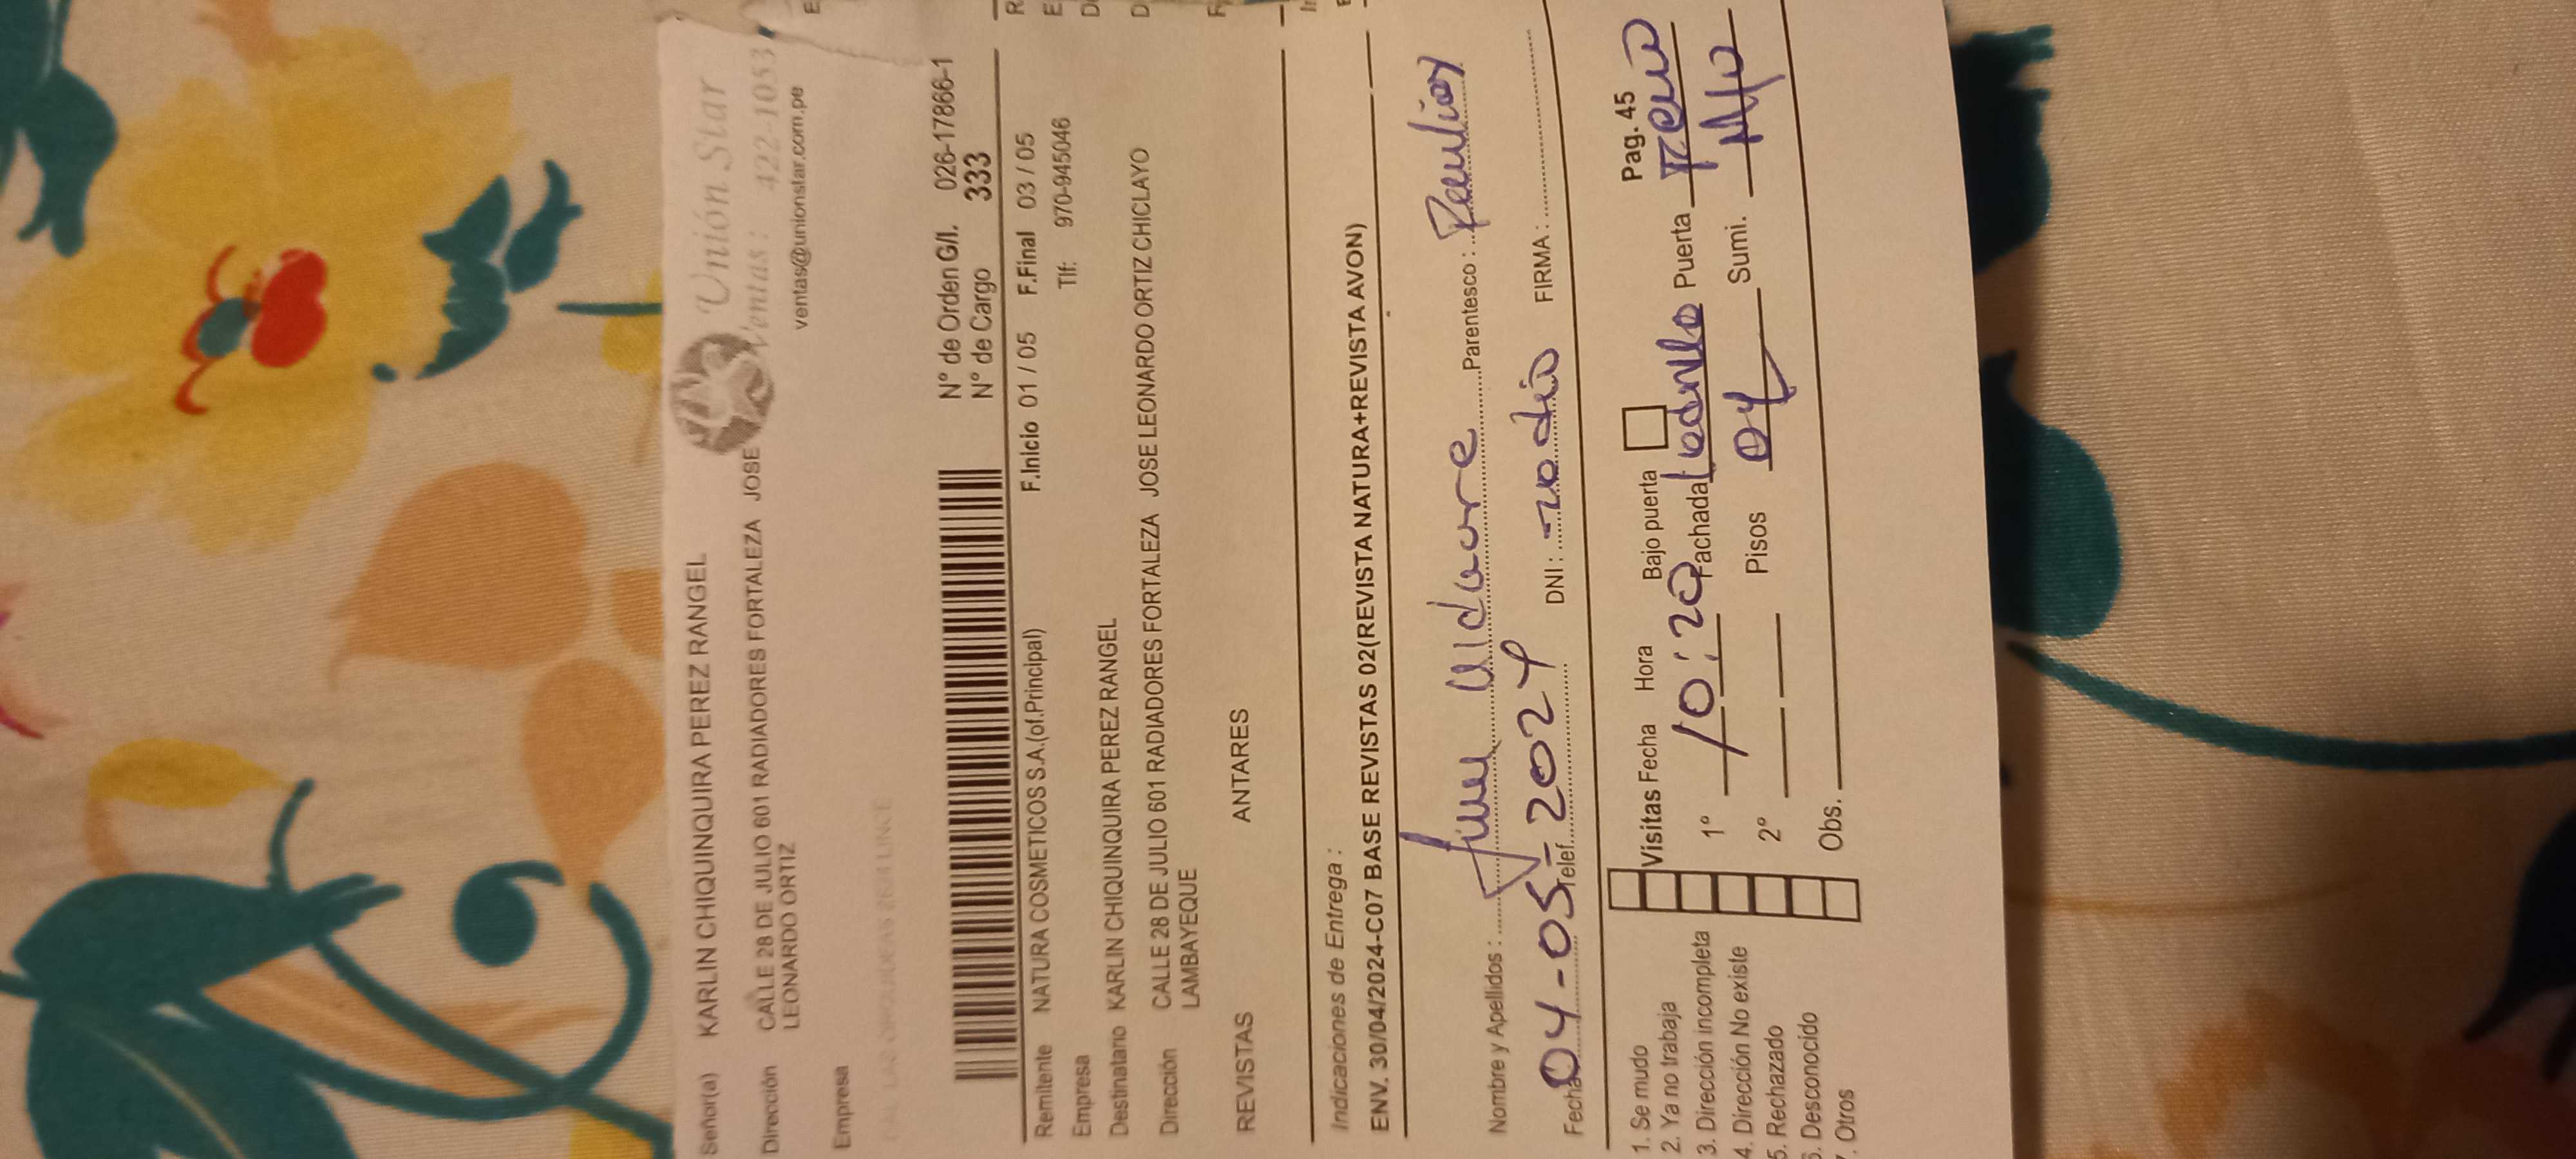 Señor(a) KARLIN CHIQUINQUIRA PEREZ RANGEL
Unión Star
Ventas: 422-1053
ventas@unionstar.com.pe
Dirección CALLE 28 DE JULIO 601 RADIADORES FORTALEZA JOSE
LEONARDO ORTIZ
Empresa
N° de Orden G/I. 026-17866-1
N° de Cargo 333
Remitente NATURA COSMETICOS S.A.(of.Principal) F.Inicio 01 / 05 F.Final 03 / 05
Empresa Tlf: 970-945046
Destinatario KARLIN CHIQUINQUIRA PEREZ RANGEL
Dirección CALLE 28 DE JULIO 601 RADIADORES FORTALEZA JOSE LEONARDO ORTIZ CHICLAYO
LAMBAYEQUE
REVISTAS ANTARES
Indicaciones de Entrega :
ENV. 30/04/2024-C07 BASE REVISTAS 02(REVISTA NATURA+REVISTA AVON)
Nombre y Apellidos : Parentesco :
Fecha 04-05-2024 Telef. DNI : no dio FIRMA :
1. Se mudo
2. Ya no trabaja
3. Dirección incompleta
4. Dirección No existe
5. Rechazado
6. Desconocido
7. Otros
Visitas Fecha Hora Bajo puerta Pag. 45
1° 10:20 Fachada Ladrillo Puerta
2° Pisos 04 Sumi.
Obs.